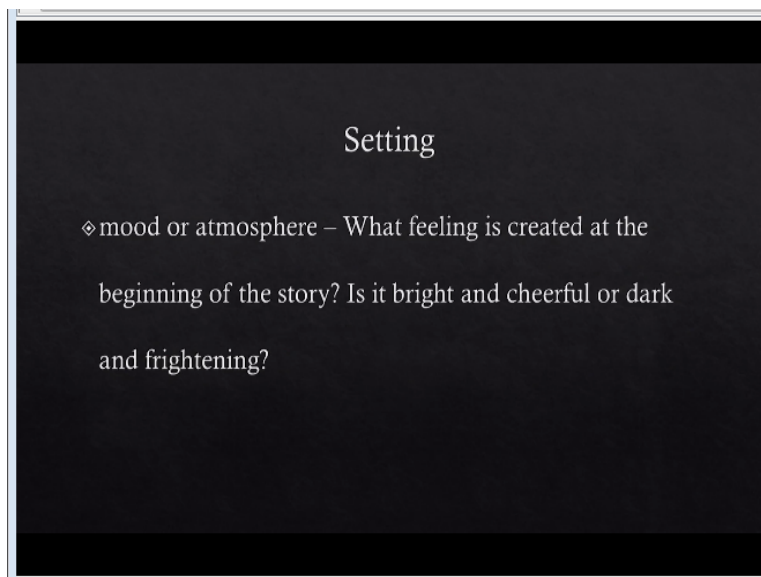 Setting
mood or atmosphere – What feeling is created at the
beginning of the story? Is it bright and cheerful or dark
and frightening?